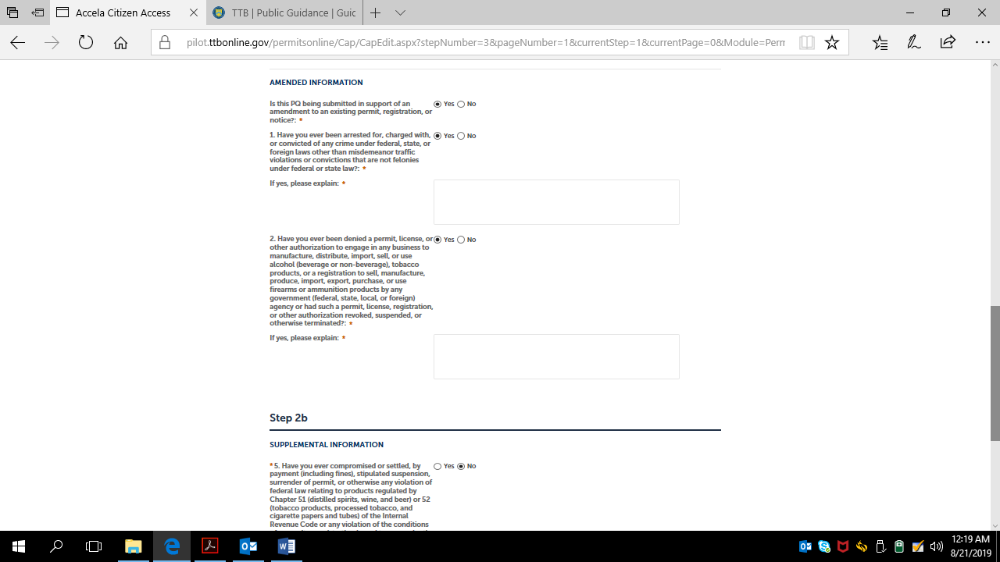 Accela Citizen Access
TTB | Public Guidance | Guic
pilot.ttbonline.gov/permitsonline/Cap/CapEdit.aspx?stepNumber=3&pageNumber=1&currentStep=1&currentPage=0&Module=Perm
AMENDED INFORMATION
Is this PQ being submitted in support of an Yes No
amendment to an existing permit, registration, or
notice?: *
1. Have you ever been arrested for, charged with, Yes No
or convicted of any crime under federal, state, or
foreign laws other than misdemeanor traffic
violations or convictions that are not felonies
under federal or state law?: *
If yes, please explain: *
2. Have you ever been denied a permit, license, or Yes No
other authorization to engage in any business to
manufacture, distribute, import, sell, or use
alcohol (beverage or non-beverage), tobacco
products, or a registration to sell, manufacture,
produce, import, export, purchase, or use
firearms or ammunition products by any
government (federal, state, local, or foreign)
agency or had such a permit, license, registration,
or other authorization revoked, suspended, or
otherwise terminated?: *
If yes, please explain: *
Step 2b
SUPPLEMENTAL INFORMATION
* 5. Have you ever compromised or settled, by Yes No
payment (including fines), stipulated suspension,
surrender of permit, or otherwise any violation of
federal law relating to products regulated by
Chapter 51 (distilled spirits, wine, and beer) or 52
(tobacco products, processed tobacco, and
cigarette papers and tubes) of the Internal
Revenue Code or any violation of the conditions
12:19 AM
8/21/2019